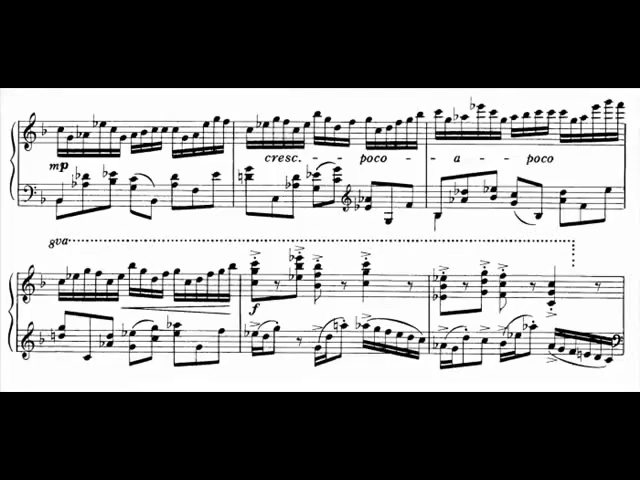 mp
cresc. - - poco - a - poco
8va
f